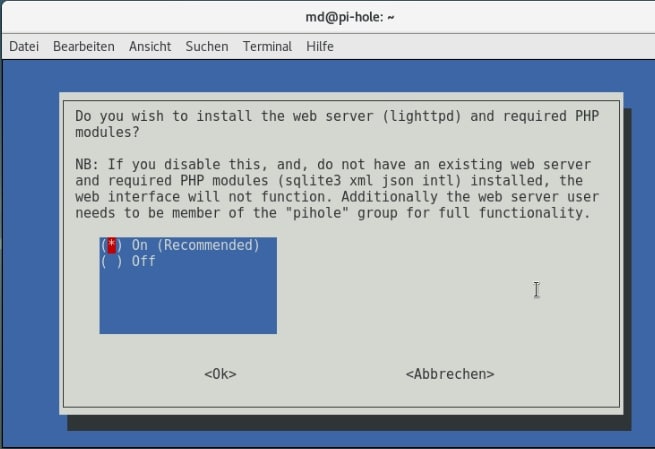 md@pi-hole: ~
Datei Bearbeiten Ansicht Suchen Terminal Hilfe
Do you wish to install the web server (lighttpd) and required PHP
modules?
NB: If you disable this, and, do not have an existing web server
and required PHP modules (sqlite3 xml json intl) installed, the
web interface will not function. Additionally the web server user
needs to be member of the "pihole" group for full functionality.
(*) On (Recommended)
( ) Off
<Ok> <Abbrechen>